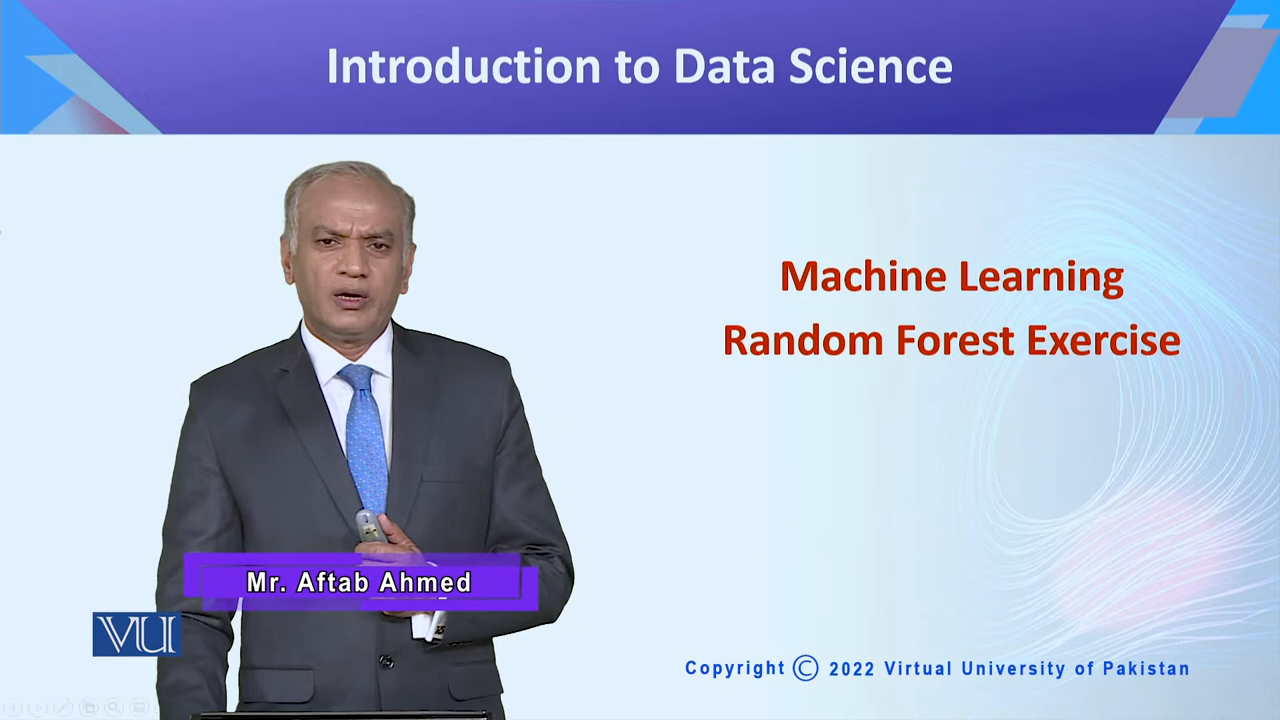 Introduction to Data Science
Machine Learning
Random Forest Exercise
Mr. Aftab Ahmed
VU
Copyright © 2022 Virtual University of Pakistan